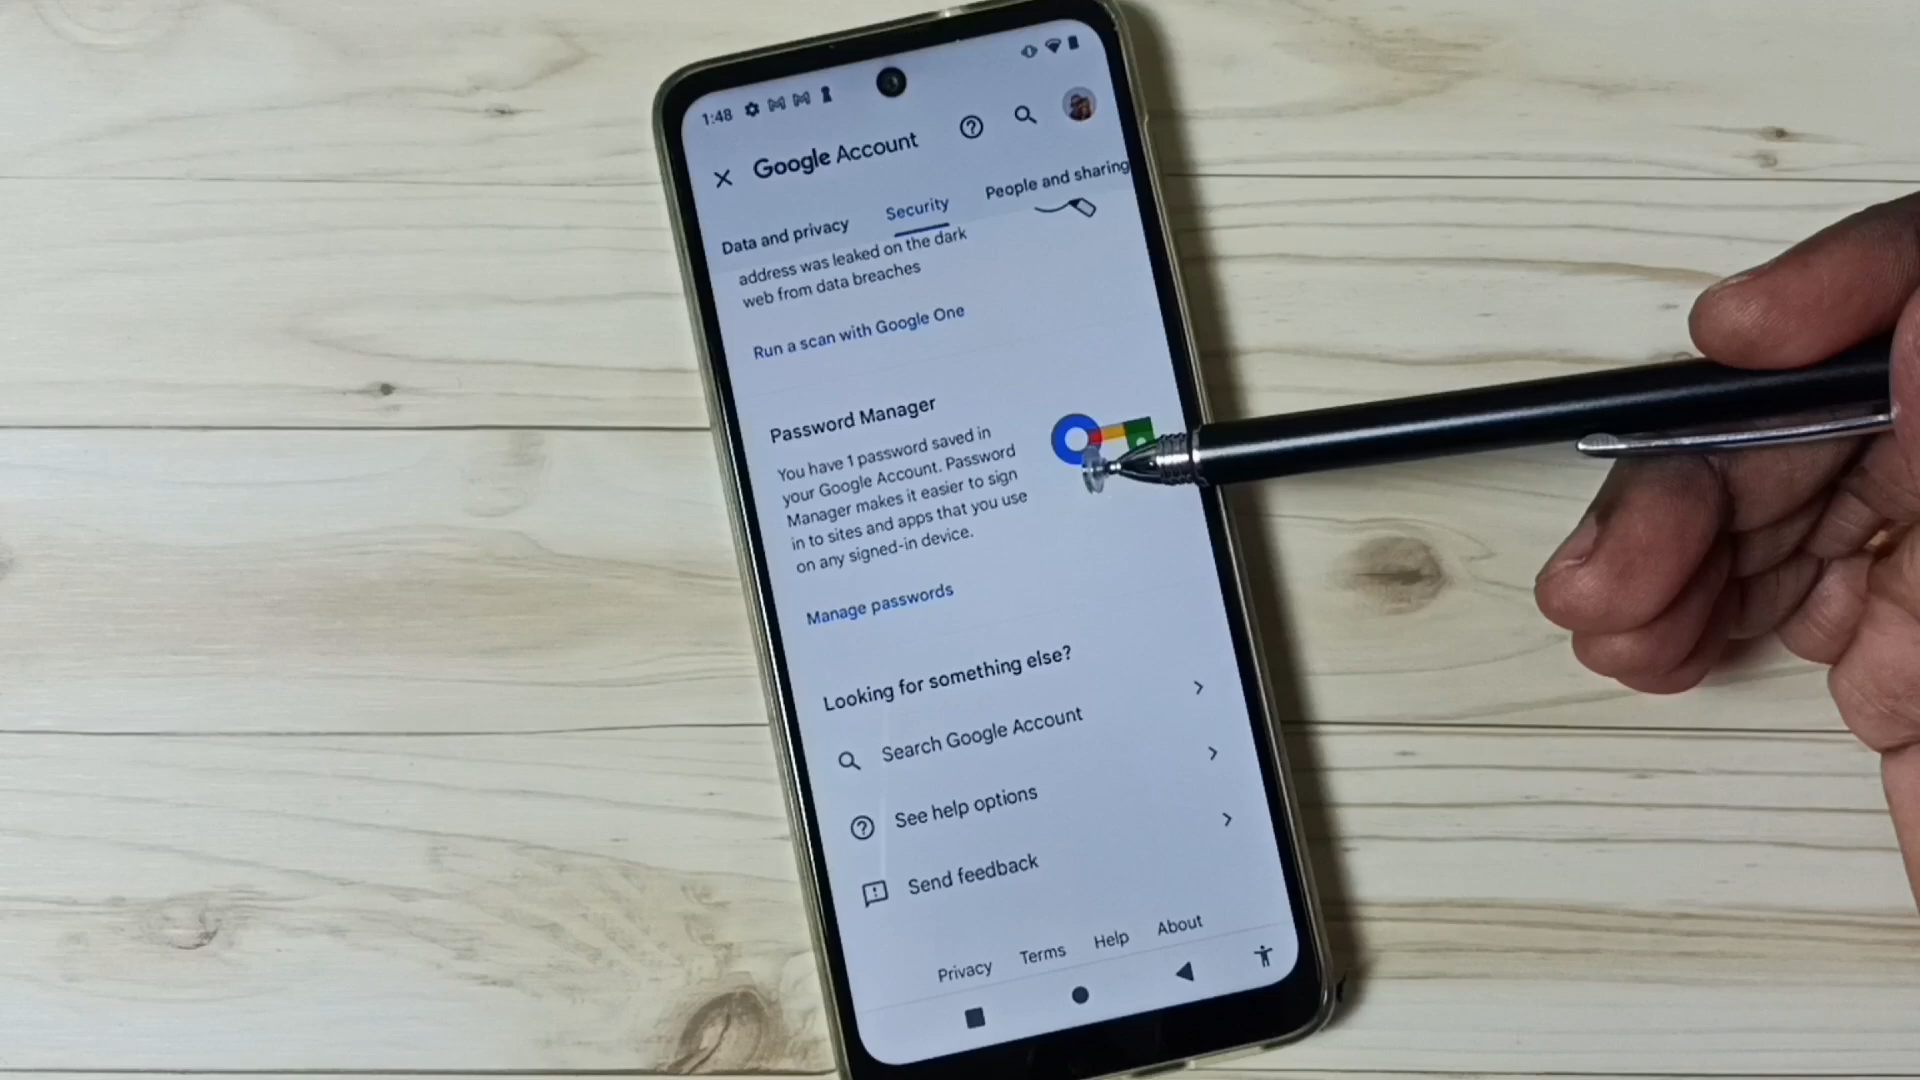 1:48
Google Account
Data and privacy
Security
People and sharing
address was leaked on the dark
web from data breaches
Run a scan with Google One
Password Manager
You have 1 password saved in
your Google Account. Password
Manager makes it easier to sign
in to sites and apps that you use
on any signed-in device.
Manage passwords
Looking for something else?
Search Google Account
See help options
Send feedback
Privacy
Terms
Help
About